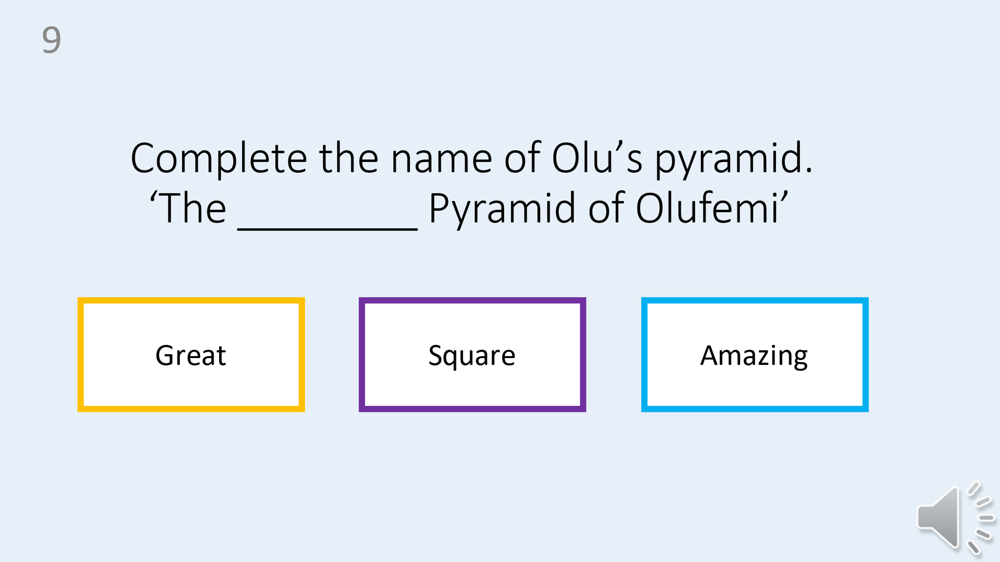 9
Complete the name of Olu’s pyramid.
‘The __________ Pyramid of Olufemi’
Great
Square
Amazing